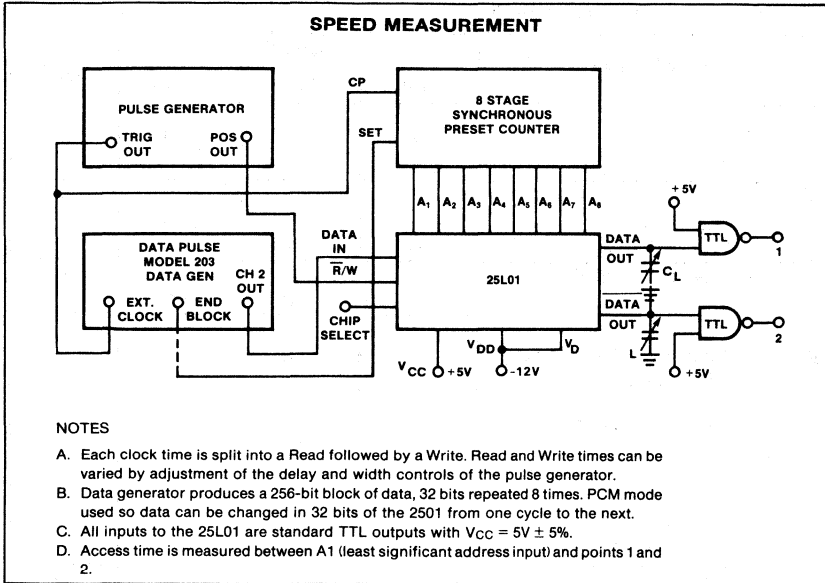 SPEED MEASUREMENT
CP
PULSE GENERATOR
TRIG
OUT
POS
OUT
SET
8 STAGE
SYNCHRONOUS
PRESET COUNTER
A1 A2 A3 A4 A5 A6 A7 A8
+5V
DATA PULSE
MODEL 203
DATA GEN
CH 2
OUT
EXT.
CLOCK
END
BLOCK
DATA
IN
R̅/W
CHIP
SELECT
25L01
DATA
OUT
CL
TTL
1
DATA
OUT
L
TTL
2
+5V
VCC +5V
VDD
-12V
VD
NOTES
A. Each clock time is split into a Read followed by a Write. Read and Write times can be
varied by adjustment of the delay and width controls of the pulse generator.
B. Data generator produces a 256-bit block of data, 32 bits repeated 8 times. PCM mode
used so data can be changed in 32 bits of the 2501 from one cycle to the next.
C. All inputs to the 25L01 are standard TTL outputs with VCC = 5V ± 5%.
D. Access time is measured between A1 (least significant address input) and points 1 and
2.